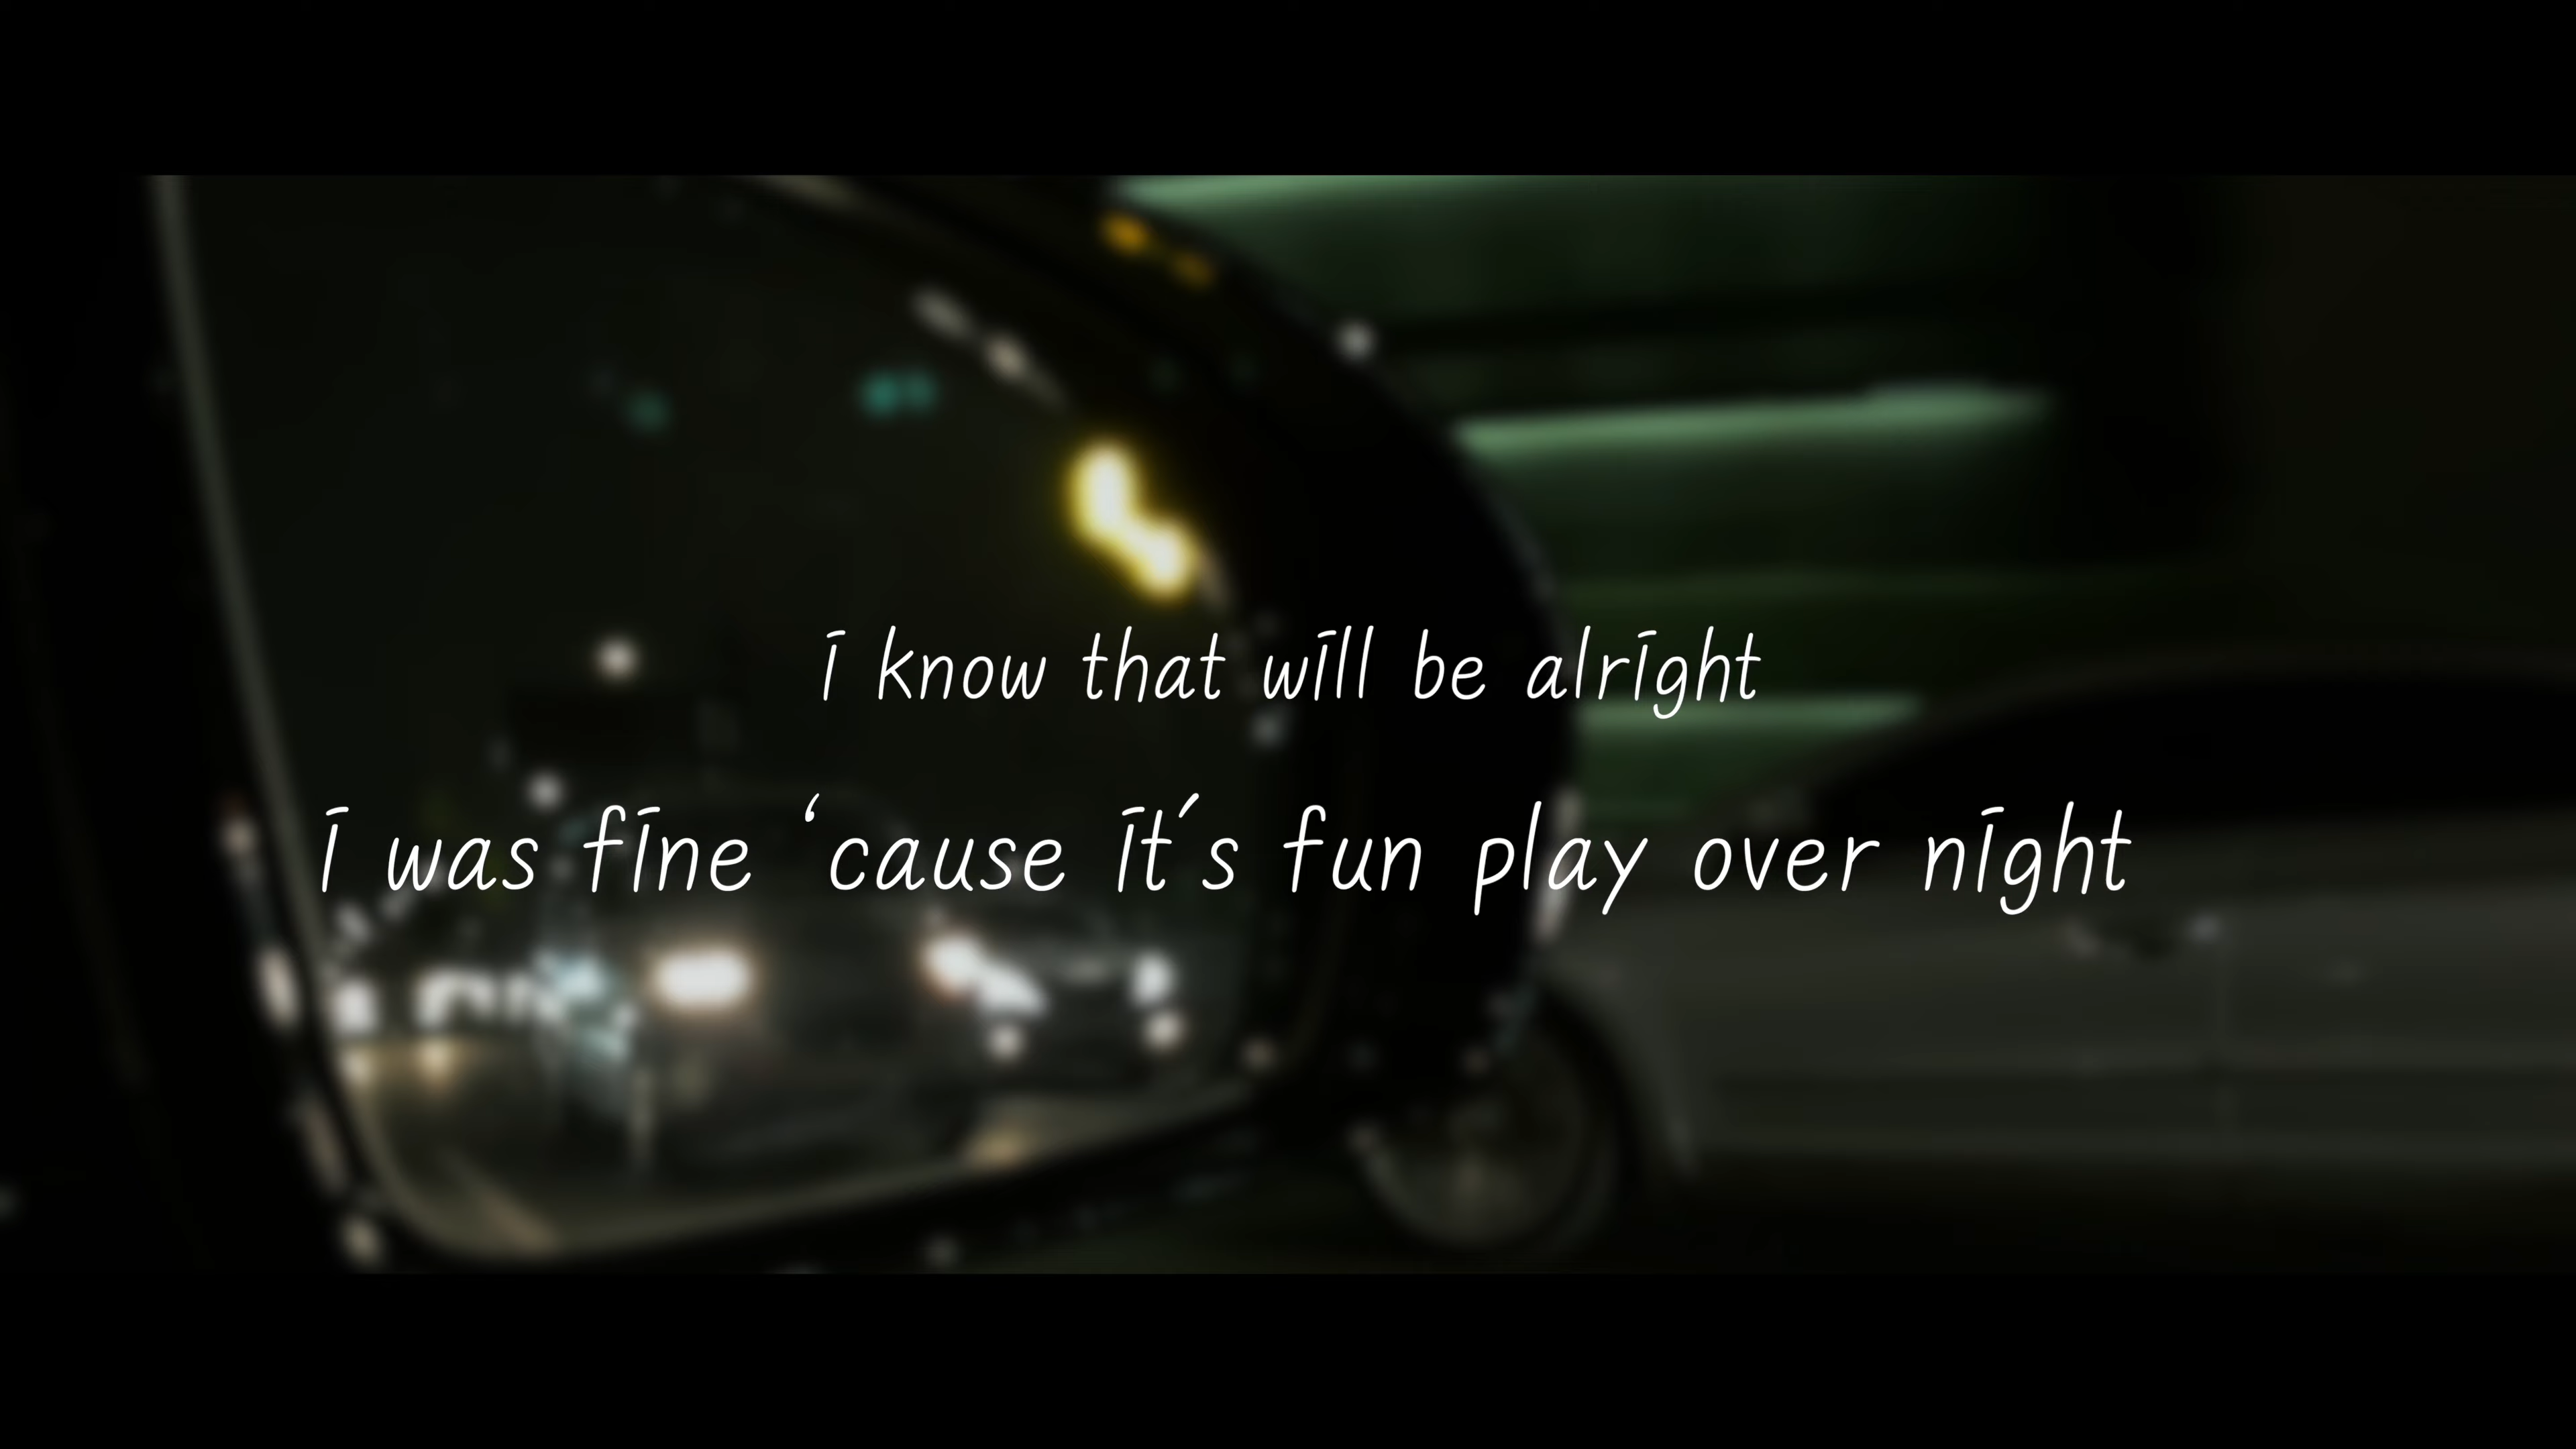 i know that will be alright
i was fine ‘cause it's fun play over night